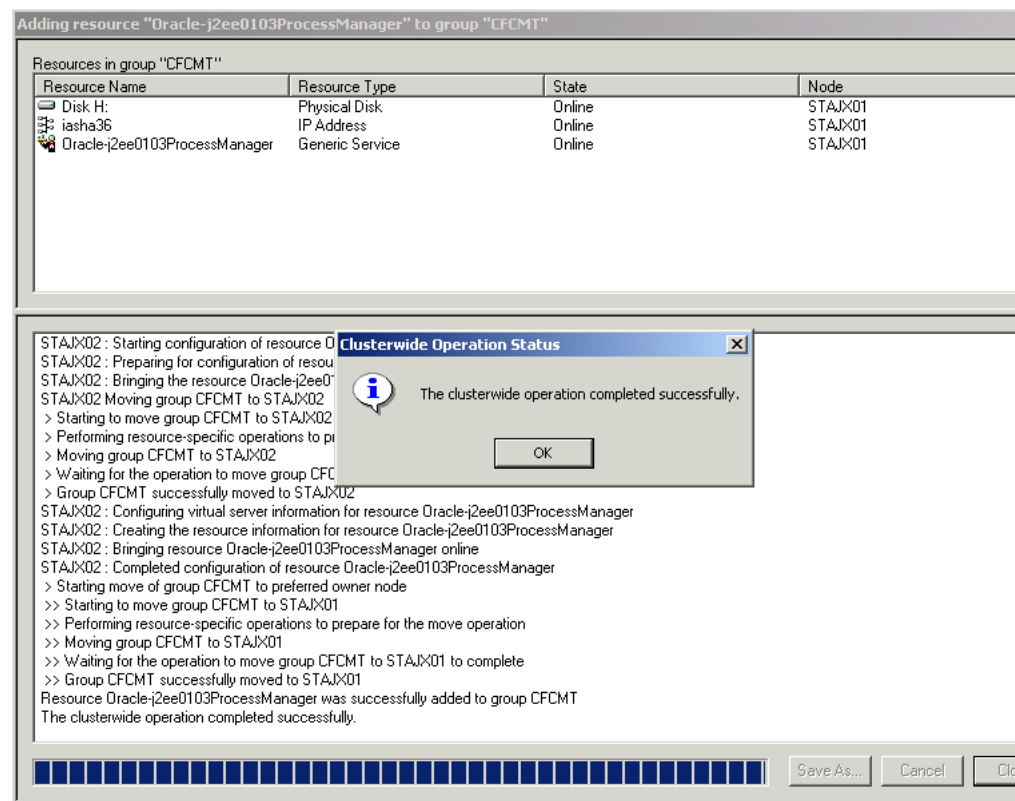 Adding resource "Oracle-j2ee0103ProcessManager" to group "CFCMT"
Resources in group "CFCMT"
Resource Name Resource Type State Node
Disk H: Physical Disk Online STAJX01
iasha36 IP Address Online STAJX01
Oracle-j2ee0103ProcessManager Generic Service Online STAJX01
STAJX02 : Starting configuration of resource
STAJX02 : Preparing for configuration of
STAJX02 : Bringing the resource
STAJX02 Moving group CFCMT to STAJX02
> Starting to move group CFCMT to STAJX02
> Performing resource-specific operations to
> Moving group CFCMT to STAJX02
> Waiting for the operation to move group
> Group CFCMT successfully moved to STAJX02
STAJX02 : Configuring virtual server information for resource Oracle-j2ee0103ProcessManager
STAJX02 : Creating the resource information for resource Oracle-j2ee0103ProcessManager
STAJX02 : Bringing resource Oracle-j2ee0103ProcessManager online
STAJX02 : Completed configuration of resource Oracle-j2ee0103ProcessManager
> Starting move of group CFCMT to preferred owner node
>> Starting to move group CFCMT to STAJX01
>> Performing resource-specific operations to prepare for the move operation
>> Moving group CFCMT to STAJX01
>> Waiting for the operation to move group CFCMT to STAJX01 to complete
>> Group CFCMT successfully moved to STAJX01
Resource Oracle-j2ee0103ProcessManager was successfully added to group CFCMT
The clusterwide operation completed successfully.
Clusterwide Operation Status
The clusterwide operation completed successfully.
OK
Save As... Cancel